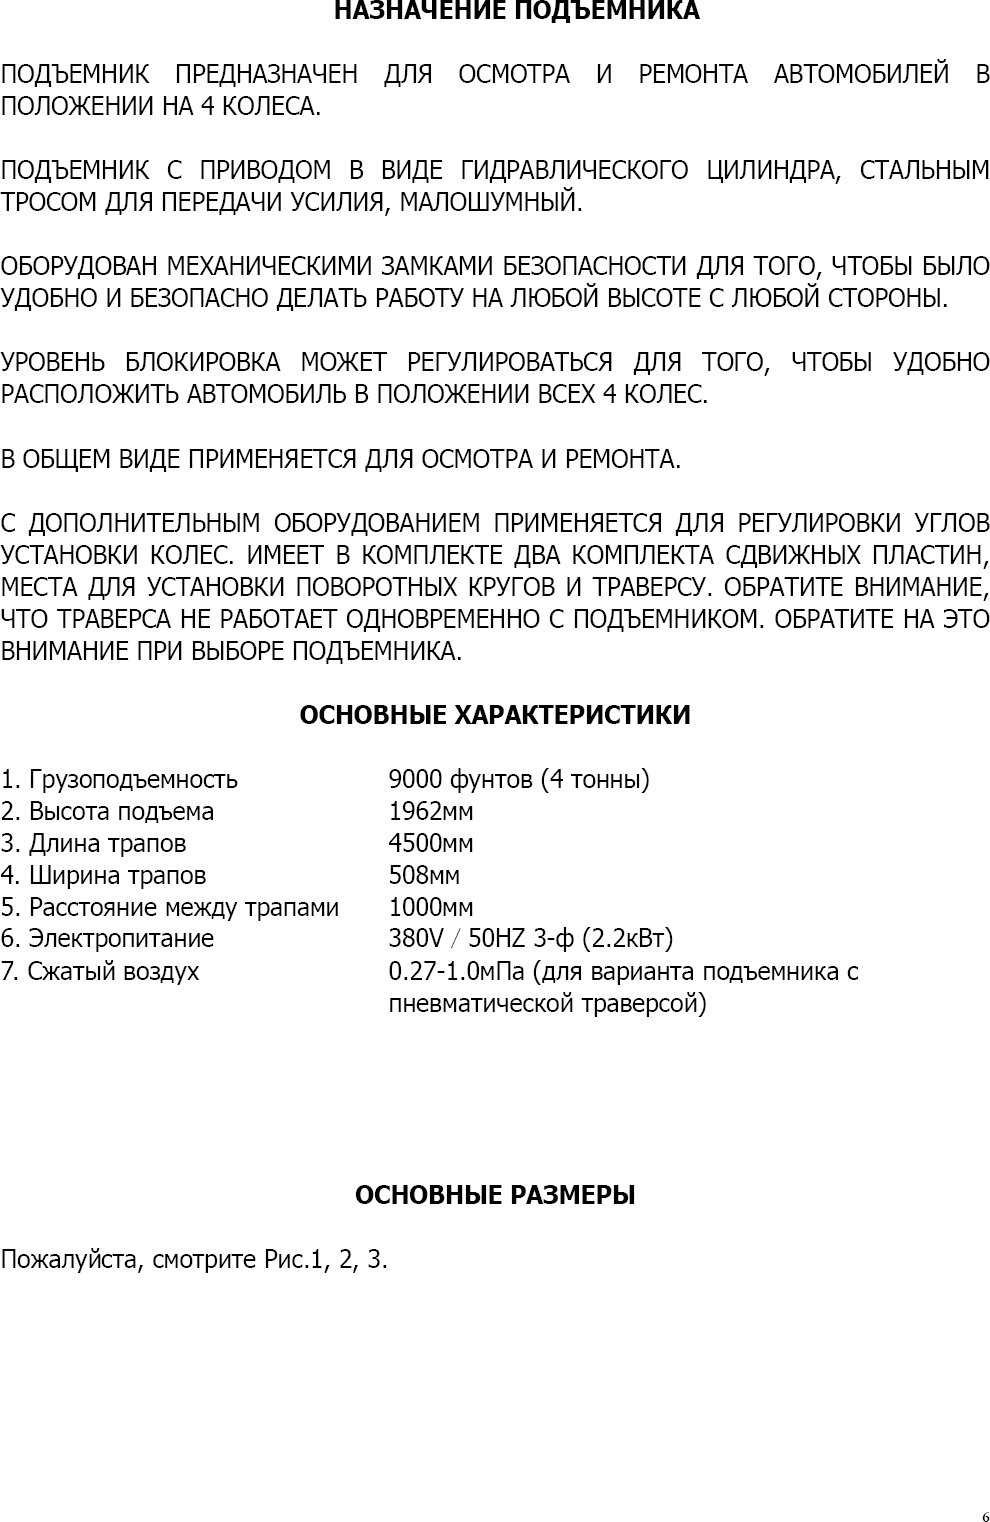 НАЗНАЧЕНИЕ ПОДЪЕМНИКА
ПОДЪЕМНИК ПРЕДНАЗНАЧЕН ДЛЯ ОСМОТРА И РЕМОНТА АВТОМОБИЛЕЙ В
ПОЛОЖЕНИИ НА 4 КОЛЕСА.
ПОДЪЕМНИК С ПРИВОДОМ В ВИДЕ ГИДРАВЛИЧЕСКОГО ЦИЛИНДРА, СТАЛЬНЫМ
ТРОСОМ ДЛЯ ПЕРЕДАЧИ УСИЛИЯ, МАЛОШУМНЫЙ.
ОБОРУДОВАН МЕХАНИЧЕСКИМИ ЗАМКАМИ БЕЗОПАСНОСТИ ДЛЯ ТОГО, ЧТОБЫ БЫЛО
УДОБНО И БЕЗОПАСНО ДЕЛАТЬ РАБОТУ НА ЛЮБОЙ ВЫСОТЕ С ЛЮБОЙ СТОРОНЫ.
УРОВЕНЬ БЛОКИРОВКА МОЖЕТ РЕГУЛИРОВАТЬСЯ ДЛЯ ТОГО, ЧТОБЫ УДОБНО
РАСПОЛОЖИТЬ АВТОМОБИЛЬ В ПОЛОЖЕНИИ ВСЕХ 4 КОЛЕС.
В ОБЩЕМ ВИДЕ ПРИМЕНЯЕТСЯ ДЛЯ ОСМОТРА И РЕМОНТА.
С ДОПОЛНИТЕЛЬНЫМ ОБОРУДОВАНИЕМ ПРИМЕНЯЕТСЯ ДЛЯ РЕГУЛИРОВКИ УГЛОВ
УСТАНОВКИ КОЛЕС. ИМЕЕТ В КОМПЛЕКТЕ ДВА КОМПЛЕКТА СДВИЖНЫХ ПЛАСТИН,
МЕСТА ДЛЯ УСТАНОВКИ ПОВОРОТНЫХ КРУГОВ И ТРАВЕРСУ. ОБРАТИТЕ ВНИМАНИЕ,
ЧТО ТРАВЕРСА НЕ РАБОТАЕТ ОДНОВРЕМЕННО С ПОДЪЕМНИКОМ. ОБРАТИТЕ НА ЭТО
ВНИМАНИЕ ПРИ ВЫБОРЕ ПОДЪЕМНИКА.
ОСНОВНЫЕ ХАРАКТЕРИСТИКИ
1. Грузоподъемность 9000 фунтов (4 тонны)
2. Высота подъема 1962мм
3. Длина трапов 4500мм
4. Ширина трапов 508мм
5. Расстояние между трапами 1000мм
6. Электропитание 380V / 50HZ 3-ф (2.2кВт)
7. Сжатый воздух 0.27-1.0мПа (для варианта подъемника с
пневматической траверсой)
ОСНОВНЫЕ РАЗМЕРЫ
Пожалуйста, смотрите Рис.1, 2, 3.
6